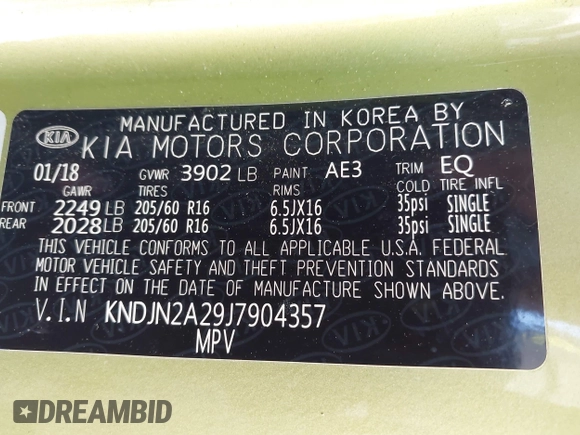 MANUFACTURED IN KOREA BY
KIA KIA MOTORS CORPORATION
01/18 GVWR 3902 LB PAINT AE3 TRIM EQ
GAWR TIRES RIMS COLD TIRE INFL
FRONT 2249 LB 205/60 R16 6.5JX16 35psi SINGLE
REAR 2028 LB 205/60 R16 6.5JX16 35psi SINGLE
THIS VEHICLE CONFORMS TO ALL APPLICABLE U.S.A. FEDERAL
MOTOR VEHICLE SAFETY AND THEFT PREVENTION STANDARDS
IN EFFECT ON THE DATE OF MANUFACTURE SHOWN ABOVE.
V.I.N KNDJN2A29J7904357
MPV
DREAMBID